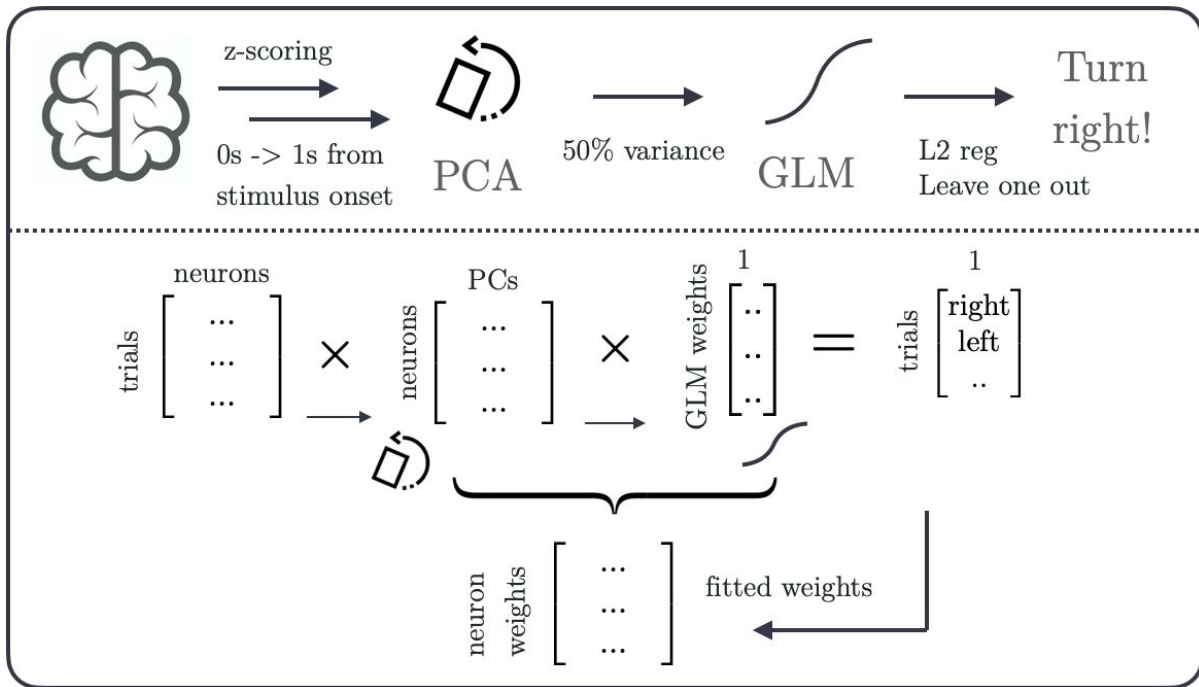 z-scoring
0s -> 1s from
stimulus onset
PCA
50% variance
GLM
L2 reg
Leave one out
Turn
right!
neurons
trials
...
...
...
×
PCs
neurons
...
...
...
×
1
GLM weights
..
..
..
=
1
trials
right
left
..
neuron
weights
...
...
...
fitted weights